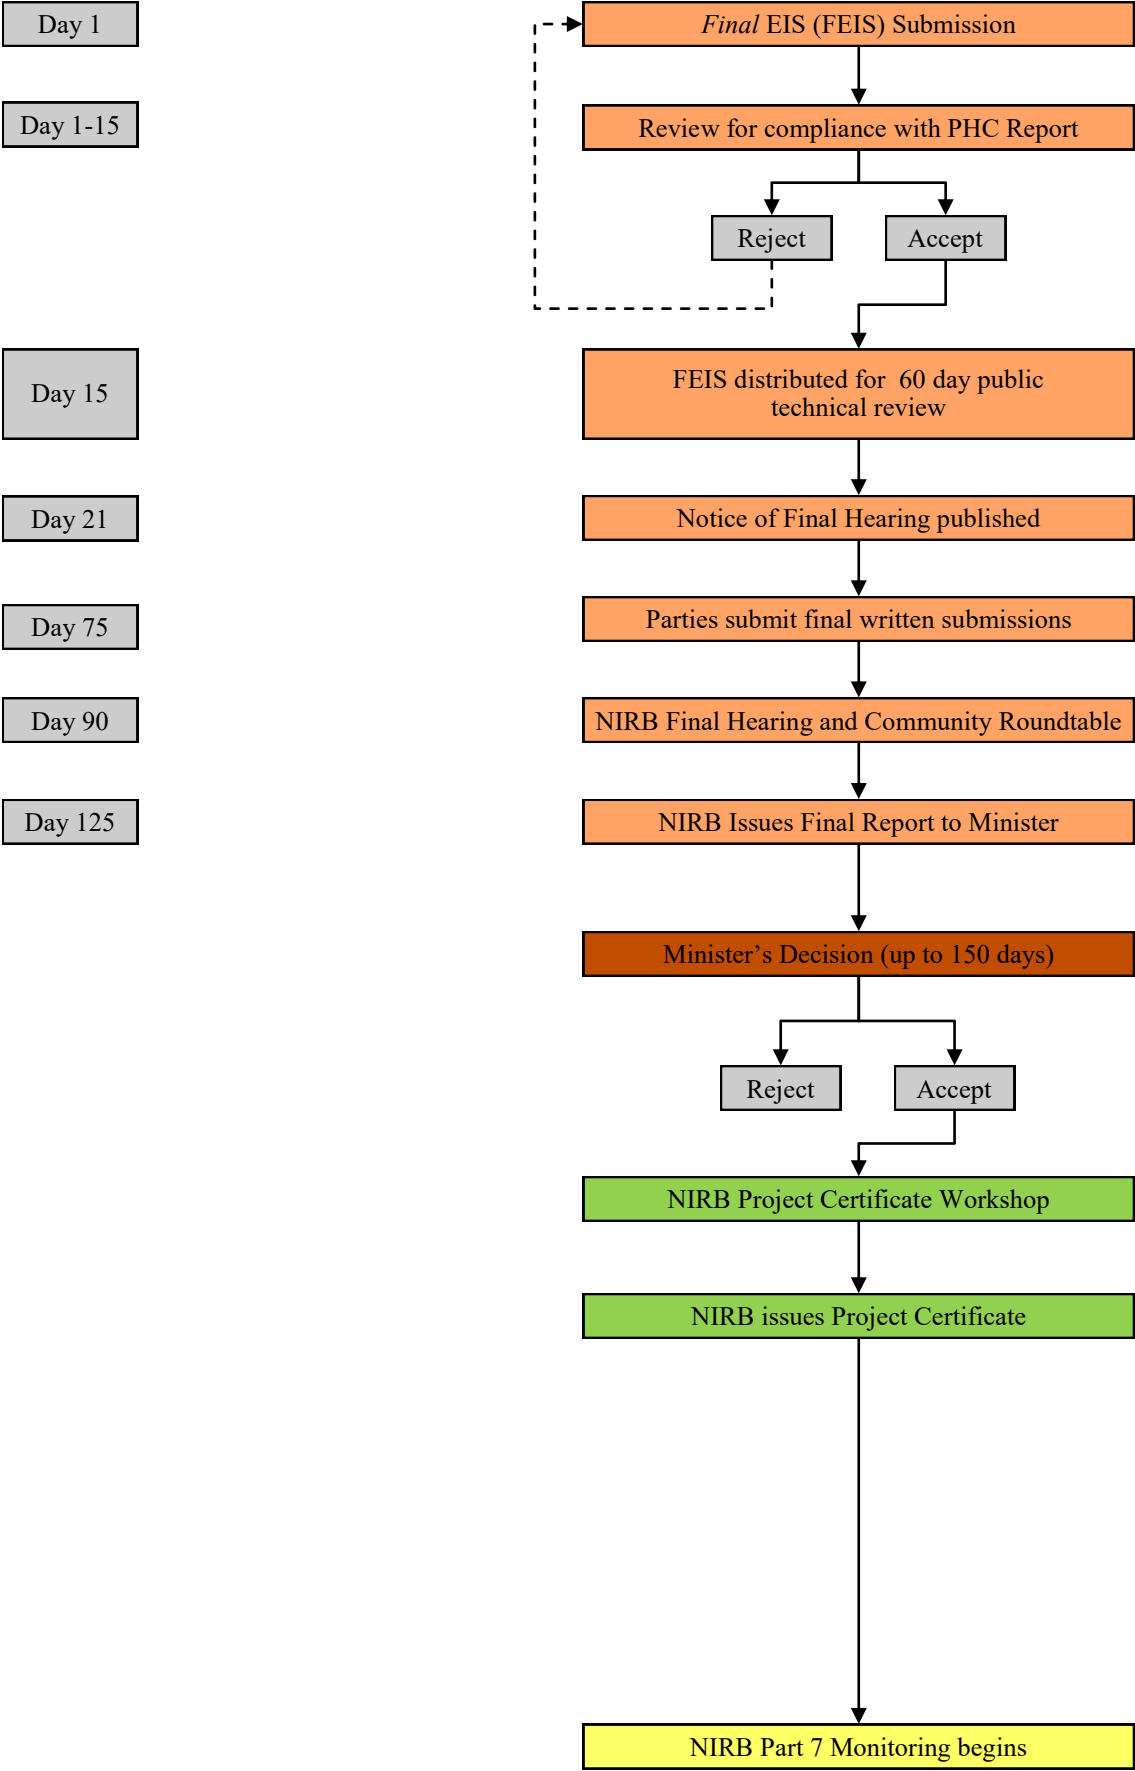 Day 1
Final EIS (FEIS) Submission
Day 1-15
Review for compliance with PHC Report
Reject
Accept
Day 15
FEIS distributed for 60 day public
technical review
Day 21
Notice of Final Hearing published
Day 75
Parties submit final written submissions
Day 90
NIRB Final Hearing and Community Roundtable
Day 125
NIRB Issues Final Report to Minister
Minister’s Decision (up to 150 days)
Reject
Accept
NIRB Project Certificate Workshop
NIRB issues Project Certificate
NIRB Part 7 Monitoring begins